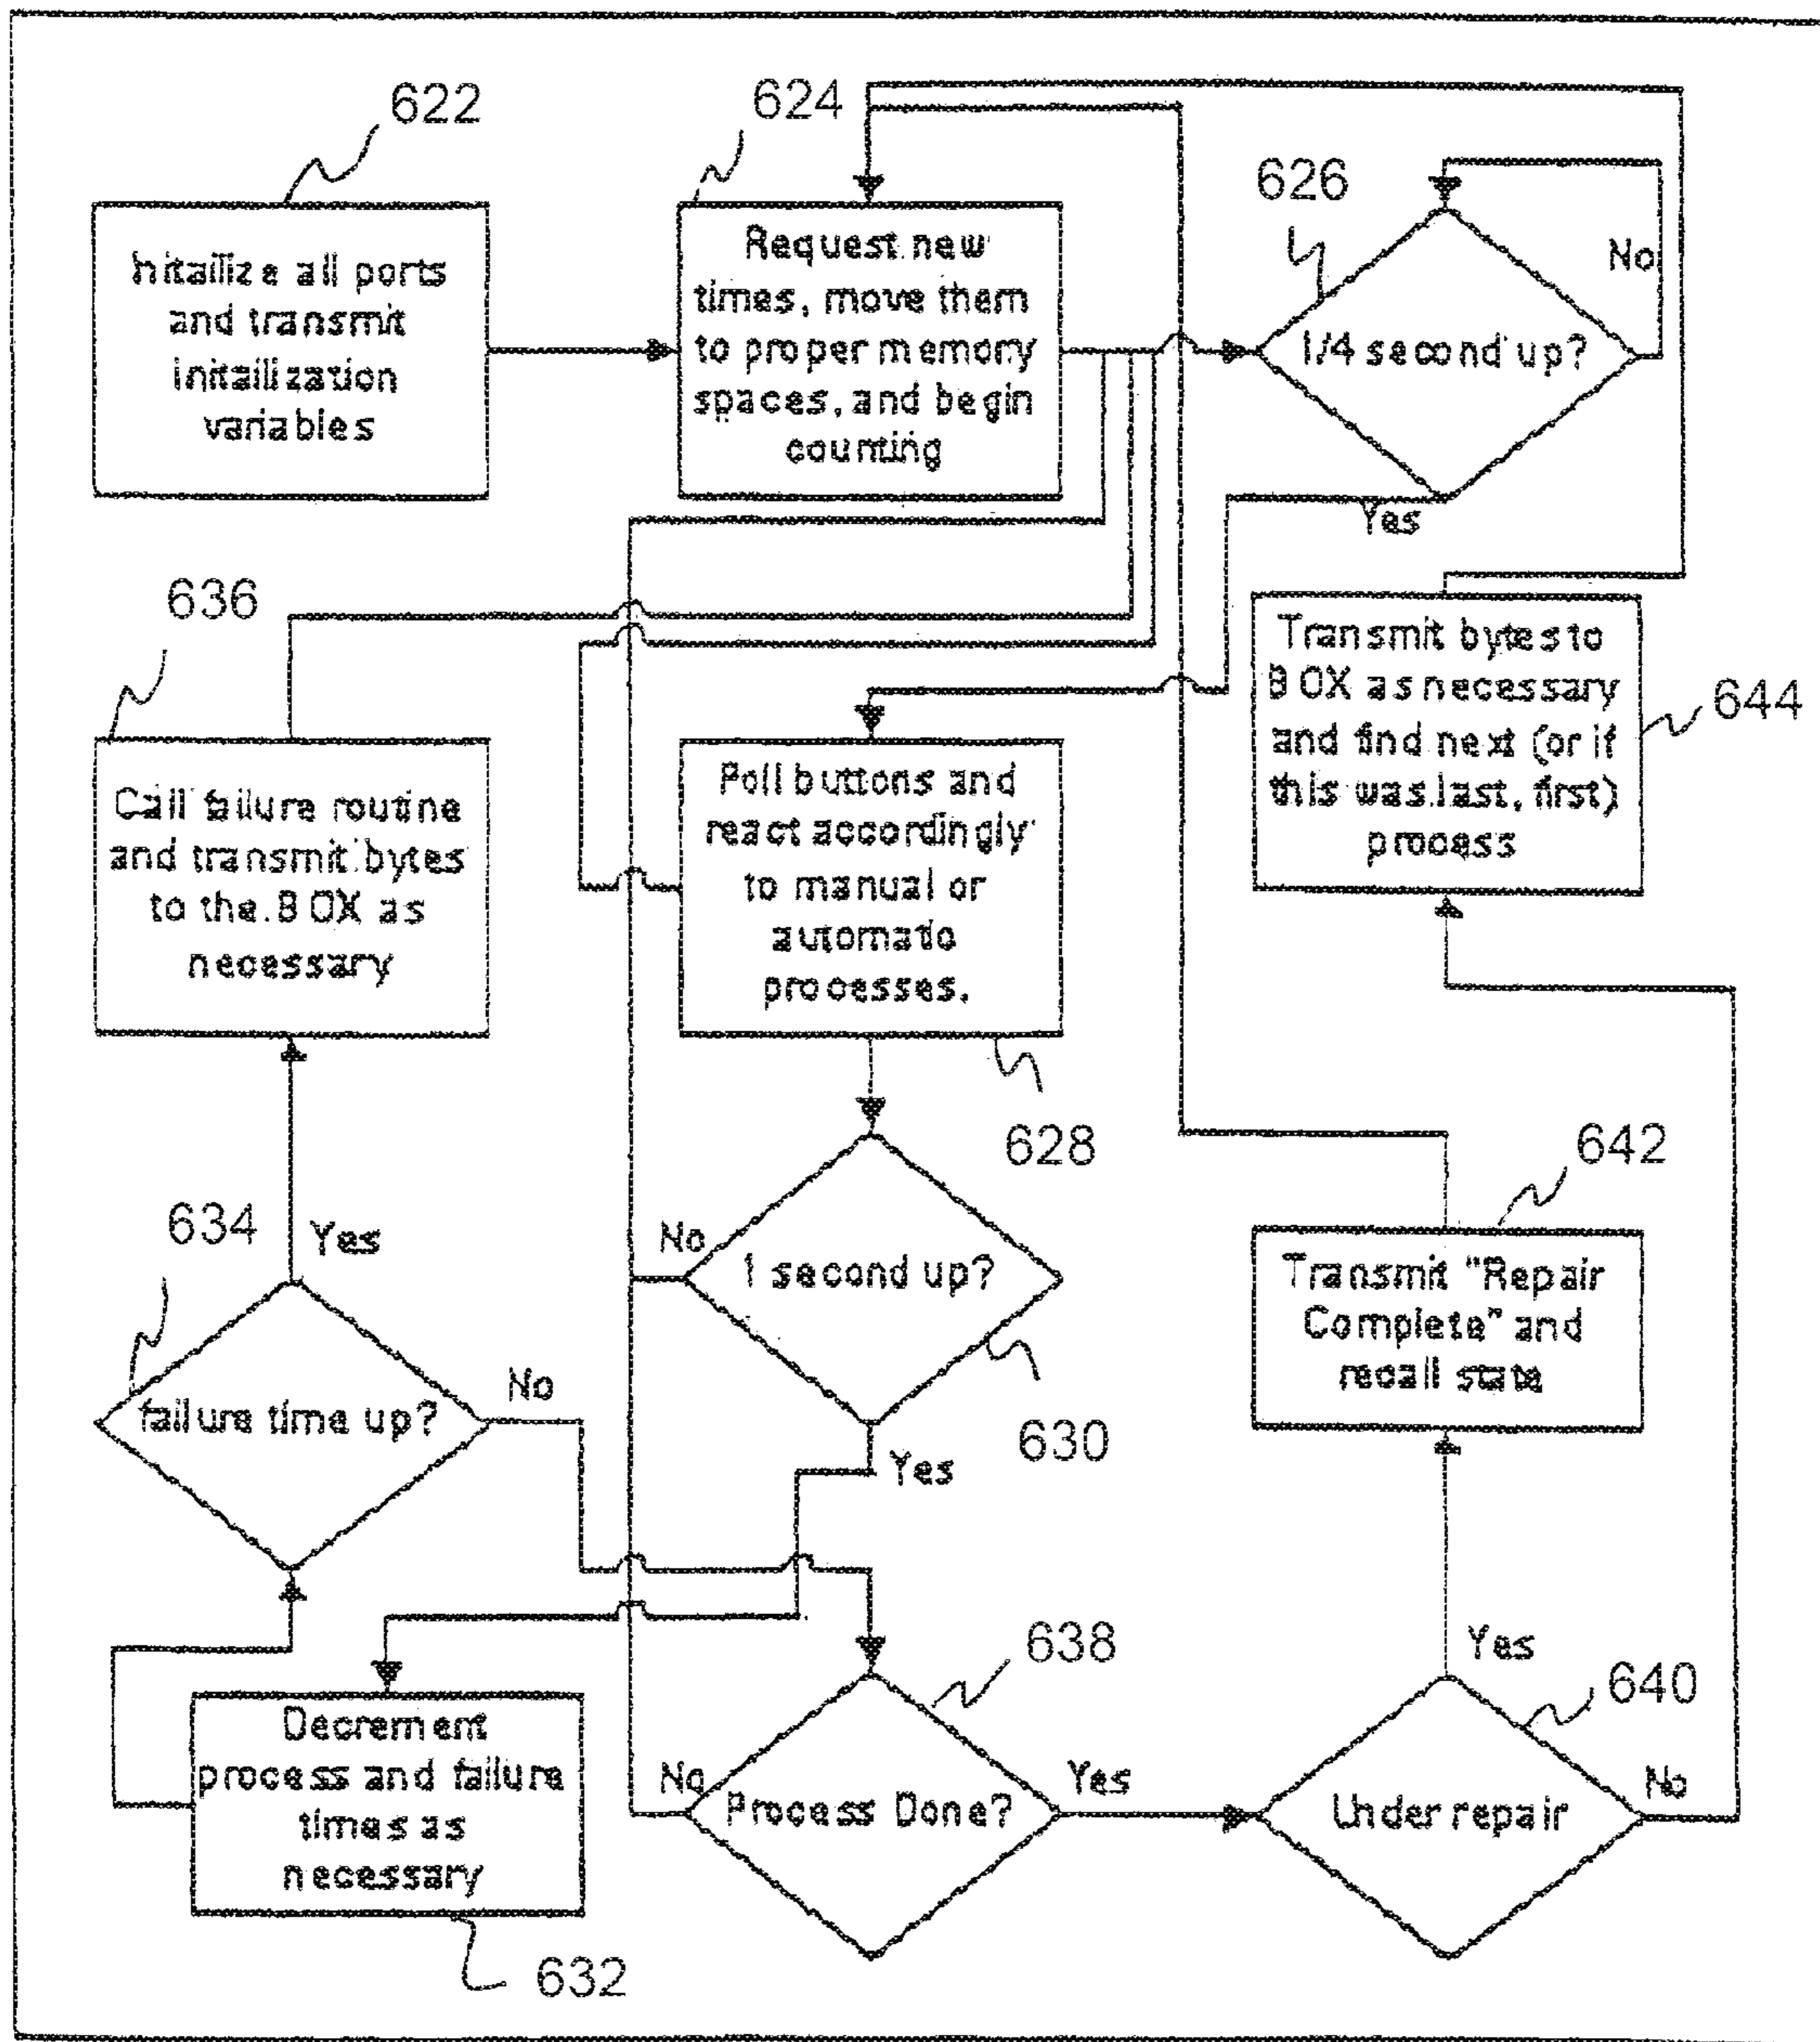 622
Initailize all ports
and transmit
initailization
variables
624
Request new
times, move them
to proper memory
spaces, and begin
counting
626
1/4 second up?
No
Yes
636
Call failure routine
and transmit bytes
to the BOX as
necessary
Poll buttons and
react accordingly
to manual or
automatic
processes.
628
Transmit bytes to
BOX as necessary
and find next (or if
this was last, first)
process
644
634
Yes
failure time up?
No
No
1 second up?
630
Yes
642
Transmit "Repair
Complete" and
recall state
Decrement
process and failure
times as
necessary
632
638
No
Process Done?
Yes
640
Yes
Under repair
No